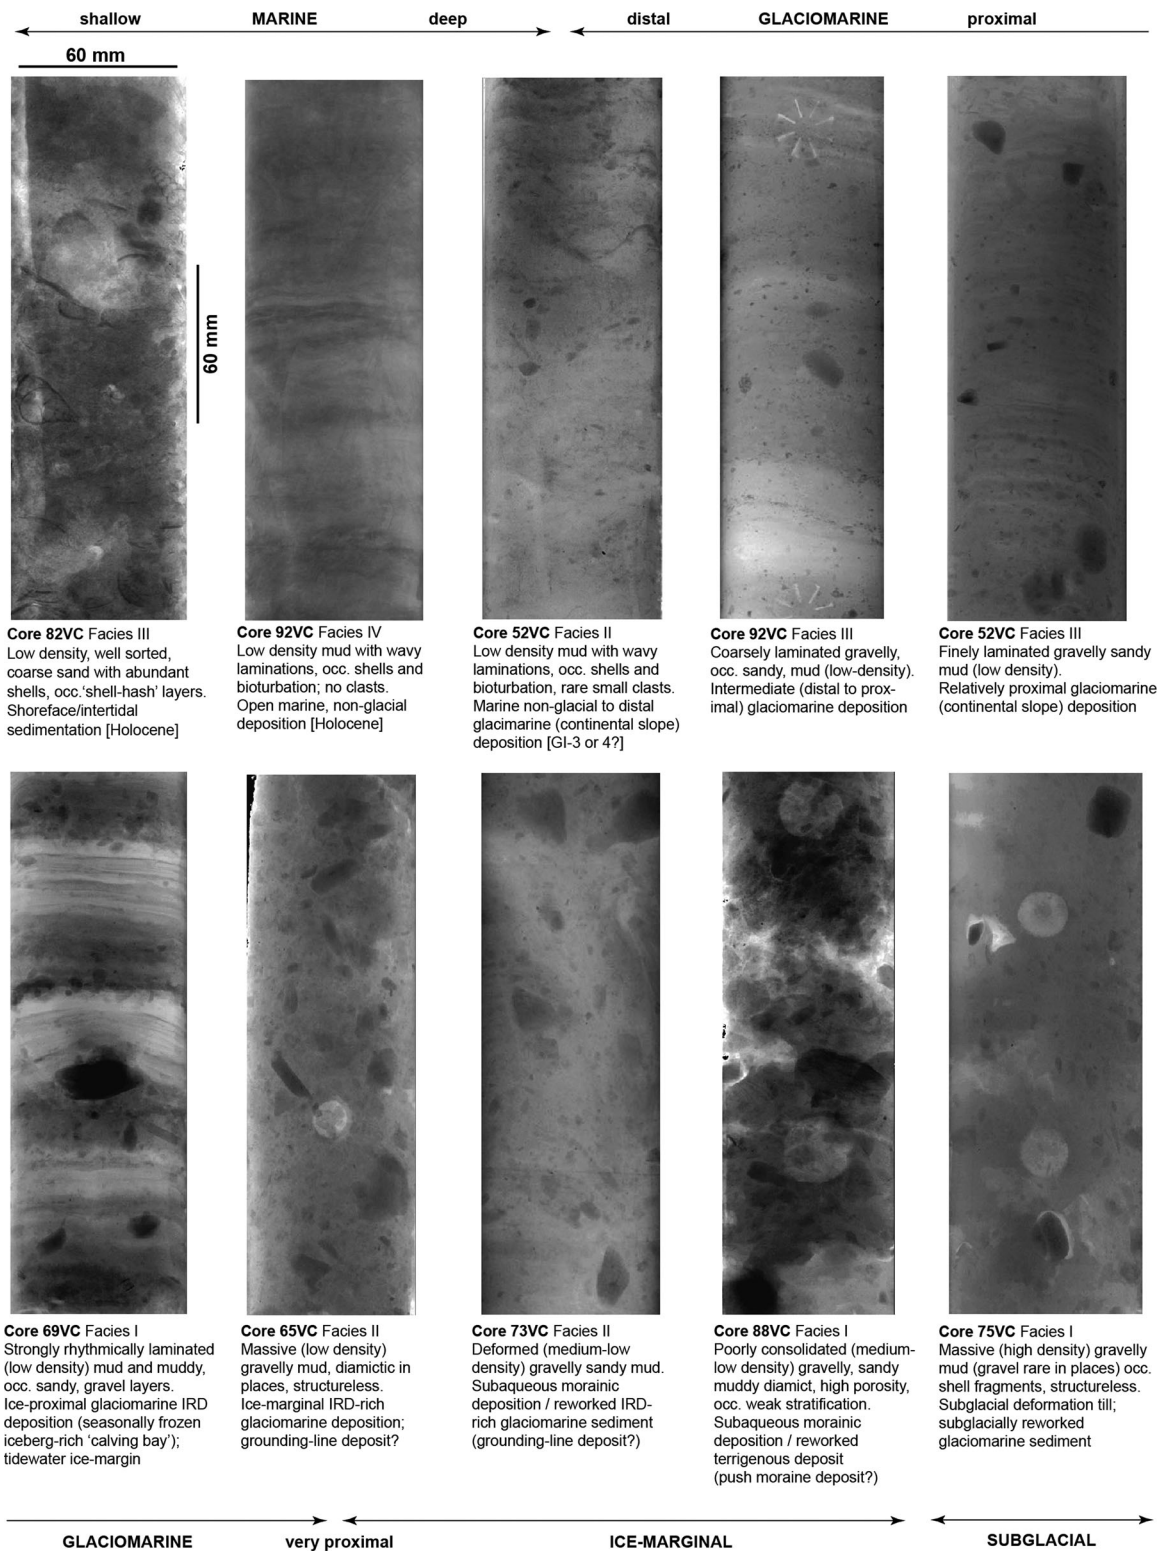 shallow MARINE deep distal GLACIOMARINE proximal
60 mm
60 mm
Core 82VC Facies III
Low density, well sorted,
coarse sand with abundant
shells, occ.‘shell-hash’ layers.
Shoreface/intertidal
sedimentation [Holocene]
Core 92VC Facies IV
Low density mud with wavy
laminations, occ. shells and
bioturbation; no clasts.
Open marine, non-glacial
deposition [Holocene]
Core 52VC Facies II
Low density mud with wavy
laminations, occ. shells and
bioturbation, rare small clasts.
Marine non-glacial to distal
glacimarine (continental slope)
deposition [GI-3 or 4?]
Core 92VC Facies III
Coarsely laminated gravelly,
occ. sandy, mud (low-density).
Intermediate (distal to prox-
imal) glaciomarine deposition
Core 52VC Facies III
Finely laminated gravelly sandy
mud (low density).
Relatively proximal glaciomarine
(continental slope) deposition
Core 69VC Facies I
Strongly rhythmically laminated
(low density) mud and muddy,
occ. sandy, gravel layers.
Ice-proximal glaciomarine IRD
deposition (seasonally frozen
iceberg-rich ‘calving bay’);
tidewater ice-margin
Core 65VC Facies II
Massive (low density)
gravelly mud, diamictic in
places, structureless.
Ice-marginal IRD-rich
glaciomarine deposition;
grounding-line deposit?
Core 73VC Facies II
Deformed (medium-low
density) gravelly sandy mud.
Subaqueous morainic
deposition / reworked IRD-
rich glaciomarine sediment
(grounding-line deposit?)
Core 88VC Facies I
Poorly consolidated (medium-
low density) gravelly, sandy
muddy diamict, high porosity,
occ. weak stratification.
Subaqueous morainic
deposition / reworked
terrigenous deposit
(push moraine deposit?)
Core 75VC Facies I
Massive (high density) gravelly
mud (gravel rare in places) occ.
shell fragments, structureless.
Subglacial deformation till;
subglacially reworked
glaciomarine sediment
GLACIOMARINE very proximal ICE-MARGINAL SUBGLACIAL